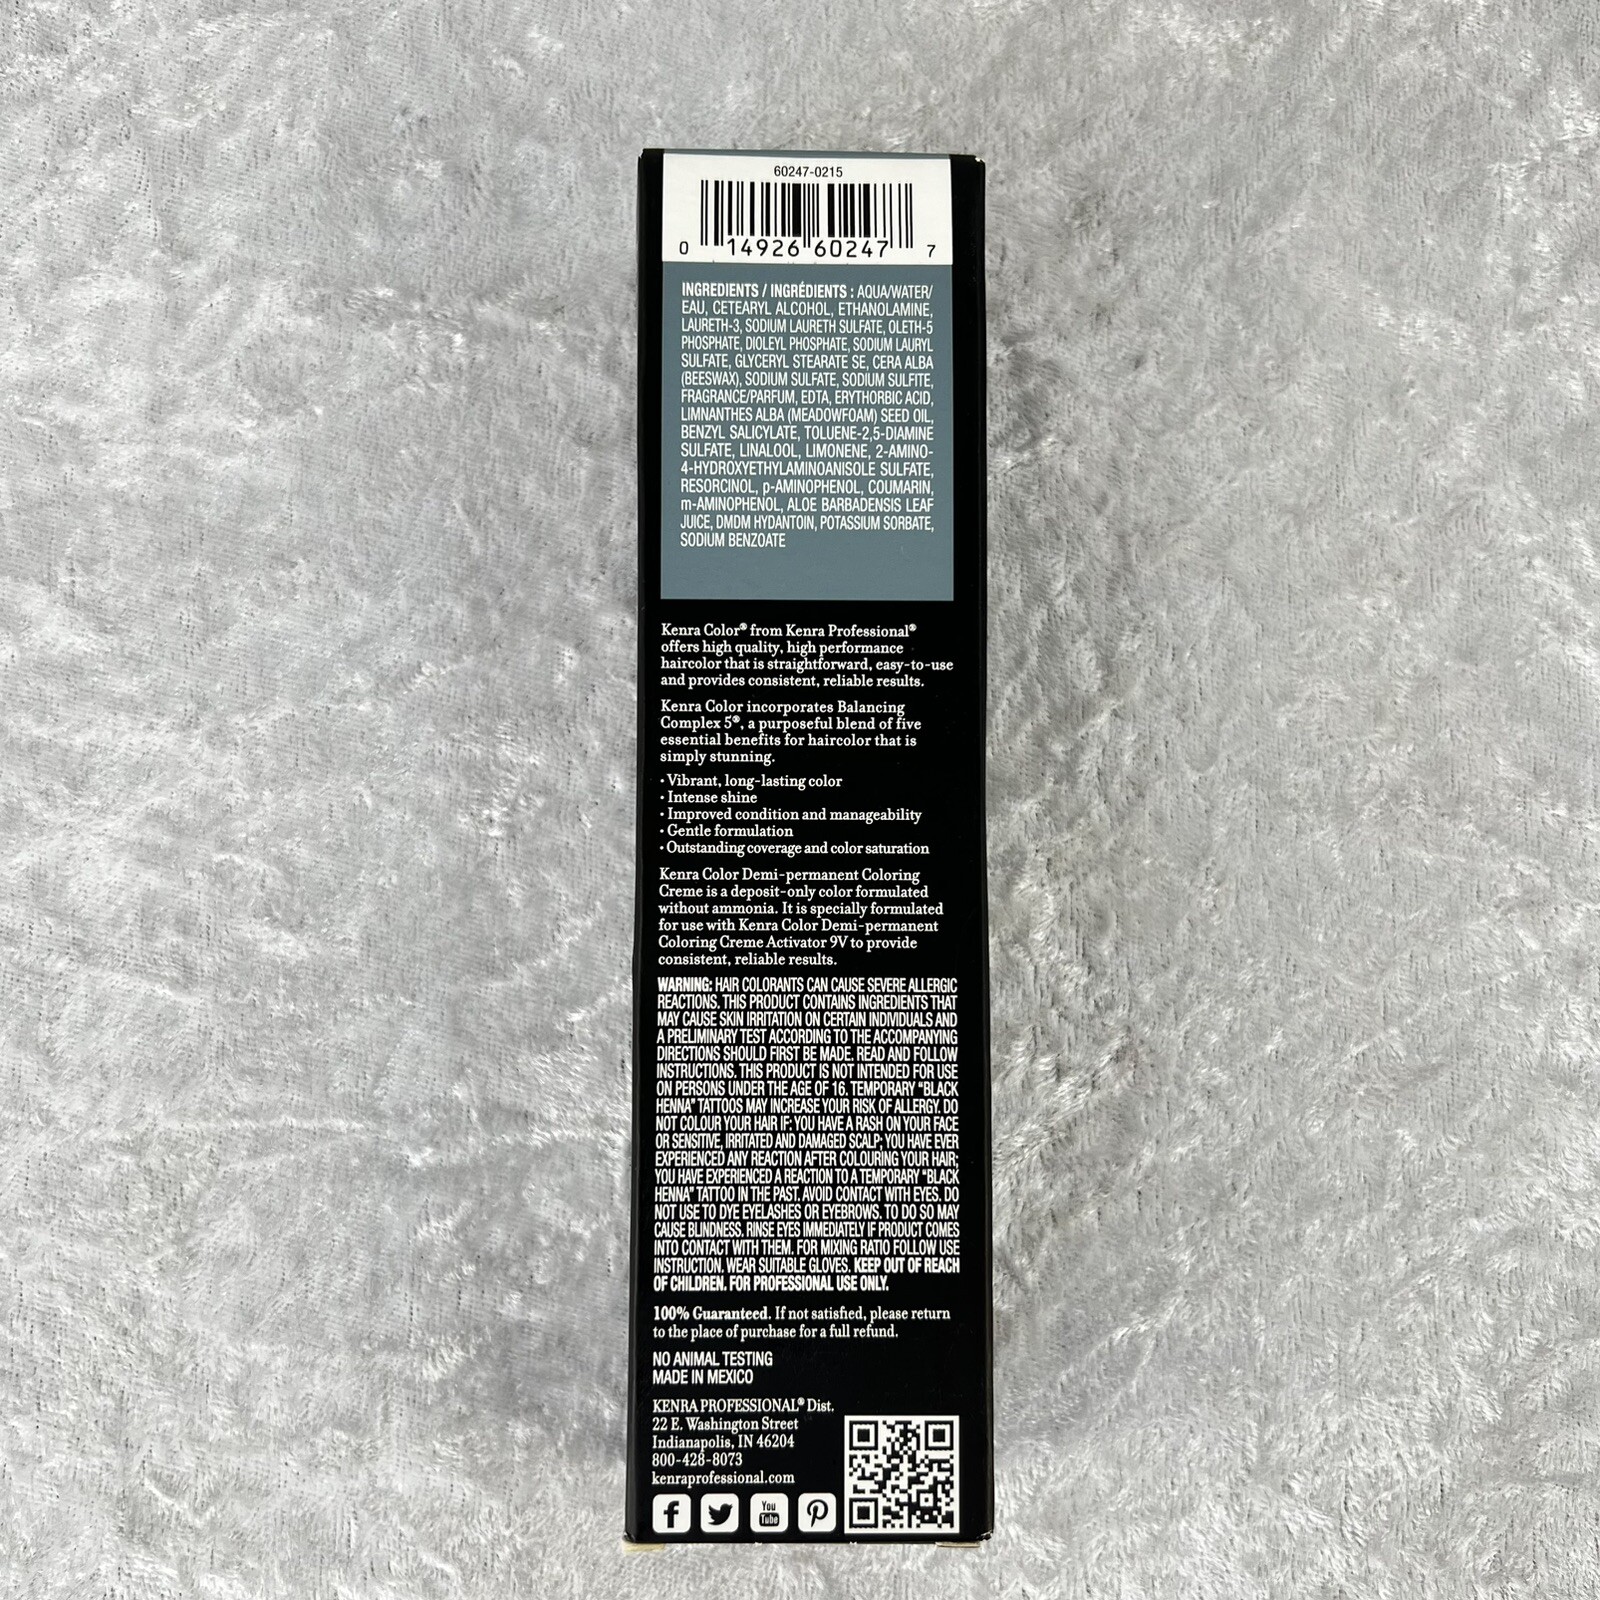 60247-0215
0 14926 60247 7
INGREDIENTS / INGRÉDIENTS : AQUA/WATER/
EAU, CETEARYL ALCOHOL, ETHANOLAMINE,
LAURETH-3, SODIUM LAURETH SULFATE, OLETH-5
PHOSPHATE, DIOLEYL PHOSPHATE, SODIUM LAURYL
SULFATE, GLYCERYL STEARATE SE, CERA ALBA
(BEESWAX), SODIUM SULFATE, SODIUM SULFITE,
FRAGRANCE/PARFUM, EDTA, ERYTHORBIC ACID,
LIMNANTHES ALBA (MEADOWFOAM) SEED OIL,
BENZYL SALICYLATE, TOLUENE-2,5-DIAMINE
SULFATE, LINALOOL, LIMONENE, 2-AMINO-
4-HYDROXYETHYLAMINOANISOLE SULFATE,
RESORCINOL, p-AMINOPHENOL, COUMARIN,
m-AMINOPHENOL, ALOE BARBADENSIS LEAF
JUICE, DMDM HYDANTOIN, POTASSIUM SORBATE,
SODIUM BENZOATE
Kenra Color® from Kenra Professional®
offers high quality, high performance
haircolor that is straightforward, easy-to-use
and provides consistent, reliable results.
Kenra Color incorporates Balancing
Complex 5®, a purposeful blend of five
essential benefits for haircolor that is
simply stunning.
• Vibrant, long-lasting color
• Intense shine
• Improved condition and manageability
• Gentle formulation
• Outstanding coverage and color saturation
Kenra Color Demi-permanent Coloring
Creme is a deposit-only color formulated
without ammonia. It is specially formulated
for use with Kenra Color Demi-permanent
Coloring Creme Activator 9V to provide
consistent, reliable results.
WARNING: HAIR COLORANTS CAN CAUSE SEVERE ALLERGIC
REACTIONS. THIS PRODUCT CONTAINS INGREDIENTS THAT
MAY CAUSE SKIN IRRITATION ON CERTAIN INDIVIDUALS AND
A PRELIMINARY TEST ACCORDING TO THE ACCOMPANYING
DIRECTIONS SHOULD FIRST BE MADE. READ AND FOLLOW
INSTRUCTIONS. THIS PRODUCT IS NOT INTENDED FOR USE
ON PERSONS UNDER THE AGE OF 16. TEMPORARY "BLACK
HENNA" TATTOOS MAY INCREASE YOUR RISK OF ALLERGY. DO
NOT COLOUR YOUR HAIR IF: YOU HAVE A RASH ON YOUR FACE
OR SENSITIVE, IRRITATED AND DAMAGED SCALP; YOU HAVE EVER
EXPERIENCED ANY REACTION AFTER COLOURING YOUR HAIR;
YOU HAVE EXPERIENCED A REACTION TO A TEMPORARY "BLACK
HENNA" TATTOO IN THE PAST. AVOID CONTACT WITH EYES. DO
NOT USE TO DYE EYELASHES OR EYEBROWS. TO DO SO MAY
CAUSE BLINDNESS. RINSE EYES IMMEDIATELY IF PRODUCT COMES
INTO CONTACT WITH THEM. FOR MIXING RATIO FOLLOW USE
INSTRUCTION. WEAR SUITABLE GLOVES. KEEP OUT OF REACH
OF CHILDREN. FOR PROFESSIONAL USE ONLY.
100% Guaranteed. If not satisfied, please return
to the place of purchase for a full refund.
NO ANIMAL TESTING
MADE IN MEXICO
KENRA PROFESSIONAL® Dist.
22 E. Washington Street
Indianapolis, IN 46204
800-428-8073
kenraprofessional.com
You
Tube